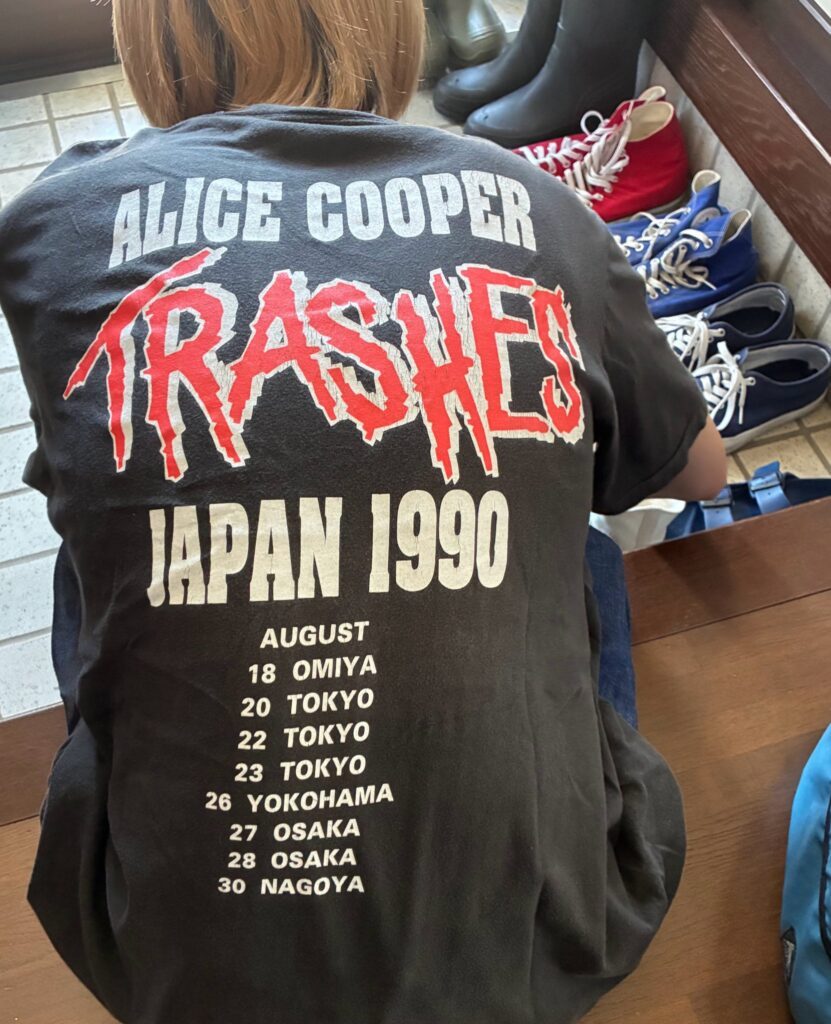 ALICE COOPER
TRASHES
JAPAN 1990
AUGUST
18 OMIYA
20 TOKYO
22 TOKYO
23 TOKYO
26 YOKOHAMA
27 OSAKA
28 OSAKA
30 NAGOYA